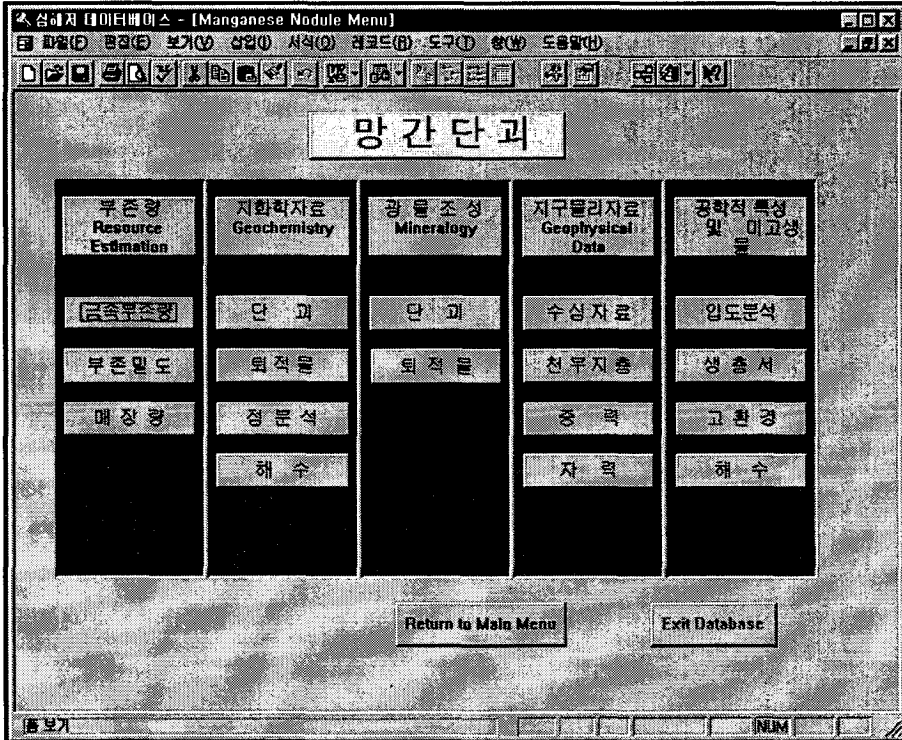 심해저 데이터베이스 - [Manganese Nodule Menu]
파일(F) 편집(E) 보기(V) 삽입(I) 서식(O) 레코드(R) 도구(T) 창(W) 도움말(H)
망간단괴
부존량
Resource
Estimation
금속부존량
부존밀도
매장량
지화학자료
Geochemistry
단 괴
퇴적물
정분석
해 수
광물조성
Mineralogy
단 괴
퇴적물
지구물리자료
Geophysical
Data
수심자료
천부지층
중 력
자 력
공학적 특성
및 미고생
물
입도분석
생층서
고환경
해 수
Return to Main Menu
Exit Database
폼 보기
NUM